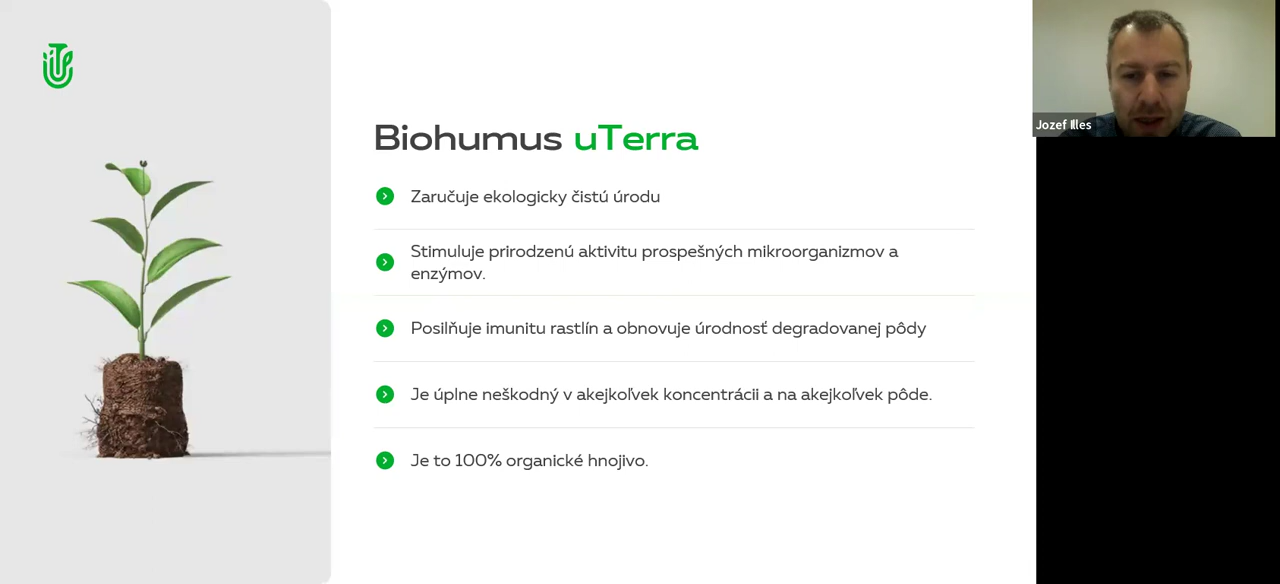 Biohumus uTerra
Zaručuje ekologicky čistú úrodu
Stimuluje prirodzenú aktivitu prospešných mikroorganizmov a
enzýmov.
Posilňuje imunitu rastlín a obnovuje úrodnosť degradovanej pôdy
Je úplne neškodný v akejkoľvek koncentrácii a na akejkoľvek pôde.
Je to 100% organické hnojivo.
Jozef Illes